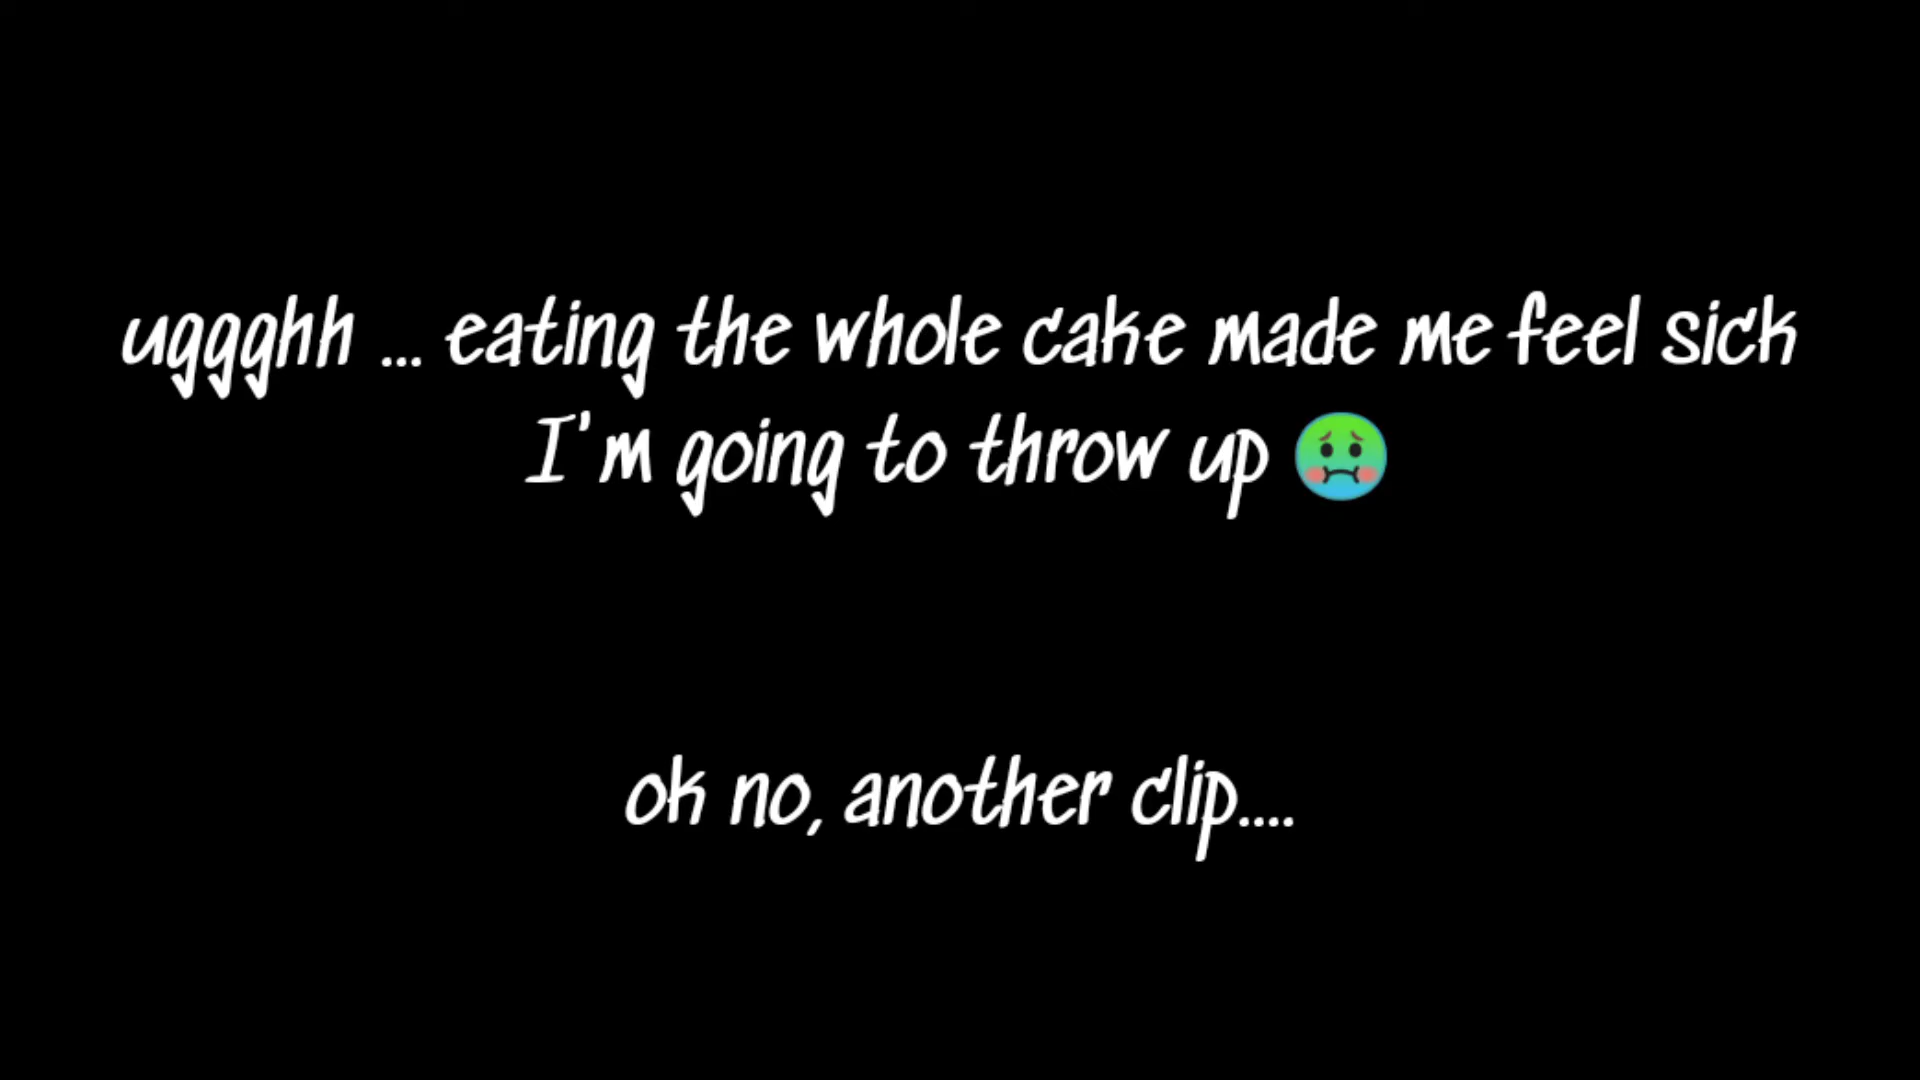 uggghh ... eating the whole cake made me feel sick
I'm going to throw up 🤢
ok no, another clip....